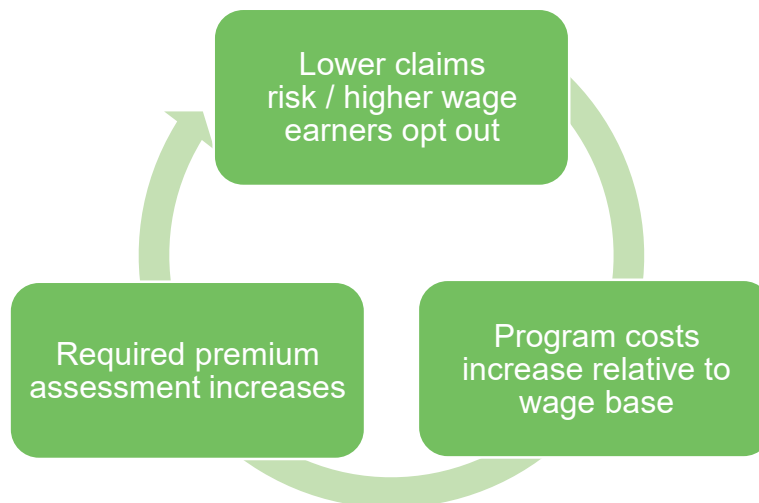 Lower claims
risk / higher wage
earners opt out
Program costs
increase relative to
wage base
Required premium
assessment increases